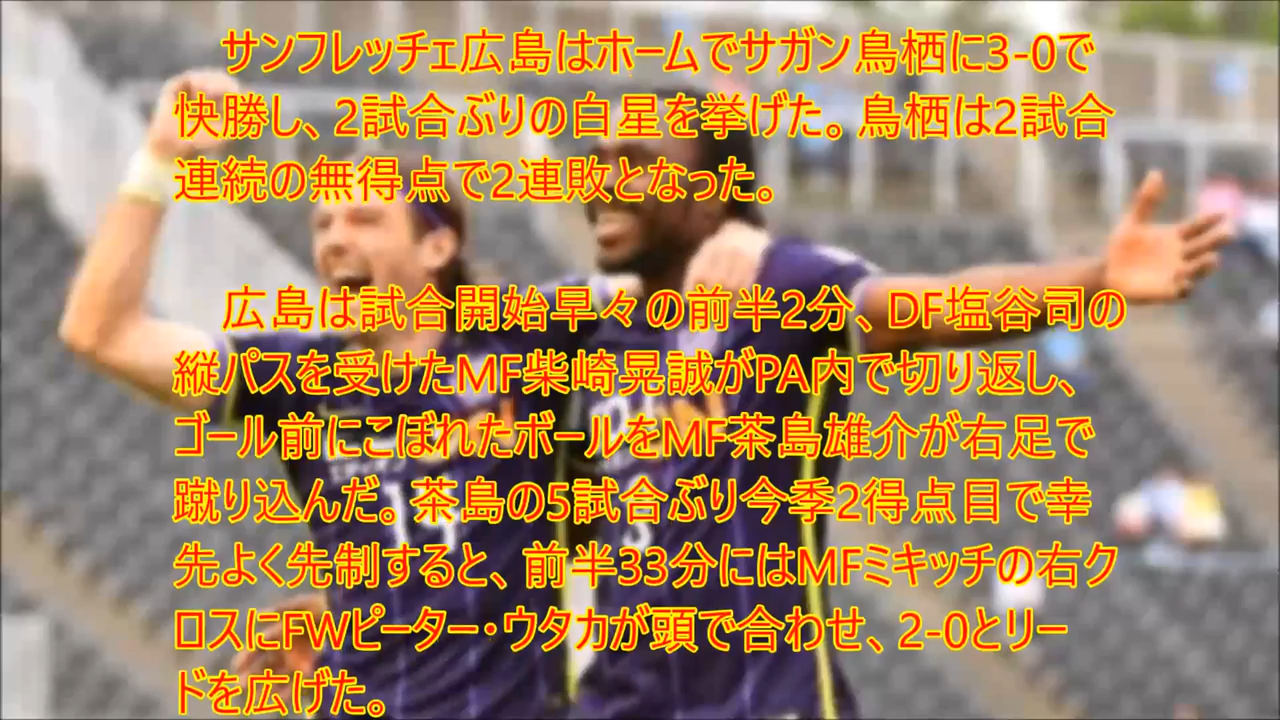 サンフレッチェ広島はホームでサガン鳥栖に3-0で
快勝し、2試合ぶりの白星を挙げた。鳥栖は2試合
連続の無得点で2連敗となった。
広島は試合開始早々の前半2分、DF塩谷司の
縦パスを受けたMF柴崎晃誠がPA内で切り返し、
ゴール前にこぼれたボールをMF茶島雄介が右足で
蹴り込んだ。茶島の5試合ぶり今季2得点目で幸
先よく先制すると、前半33分にはMFミキッチの右ク
ロスにFWピーター・ウタカが頭で合わせ、2-0とリー
ドを広げた。